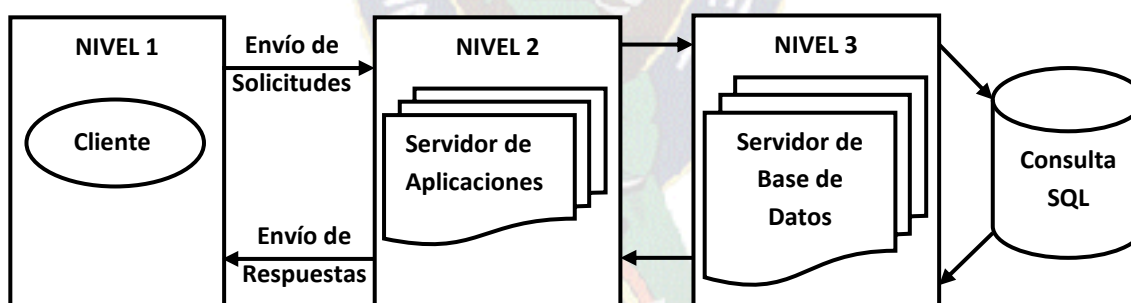 NIVEL 1
Cliente
Envío de
Solicitudes
Envío de
Respuestas
NIVEL 2
Servidor de
Aplicaciones
NIVEL 3
Servidor de
Base de
Datos
Consulta
SQL